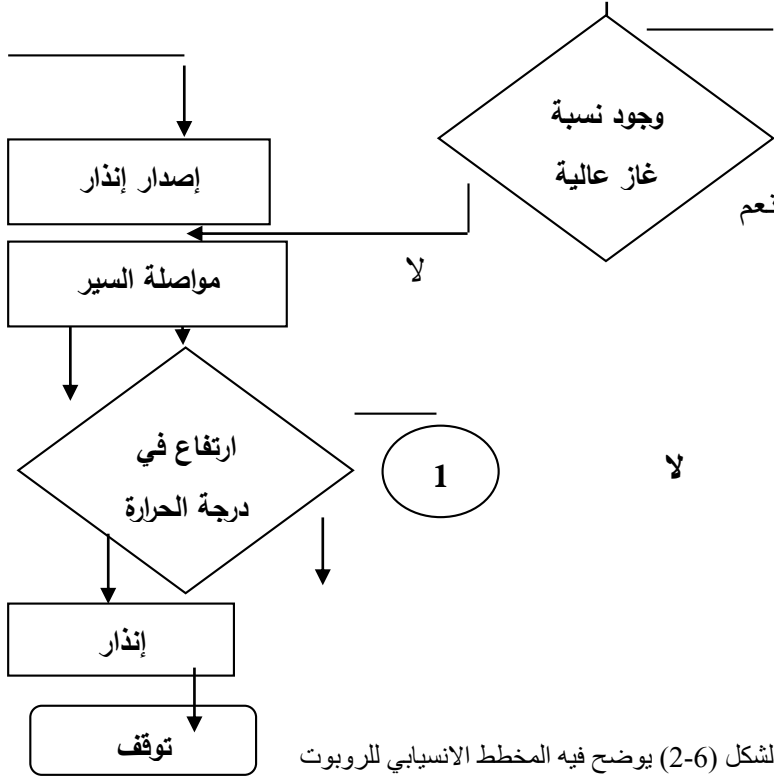 وجود نسبة
غاز عالية
نعم
إصدار إنذار
لا
مواصلة السير
ارتفاع في
درجة الحرارة
1
لا
إنذار
توقف
لشكل (6-2) يوضح فيه المخطط الانسيابي للروبوت